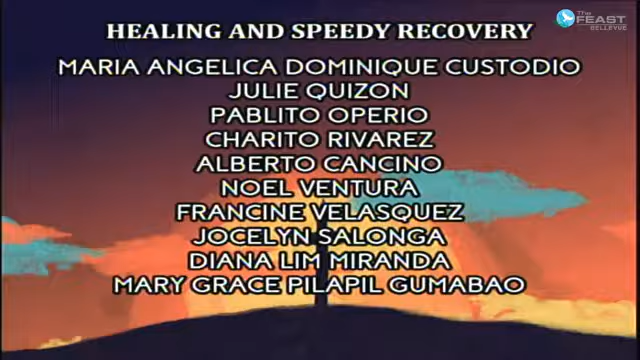 The
FEAST
BELLEVUE
HEALING AND SPEEDY RECOVERY
MARIA ANGELICA DOMINIQUE CUSTODIO
JULIE QUIZON
PABLITO OPERIO
CHARITO RIVAREZ
ALBERTO CANCINO
NOEL VENTURA
FRANCINE VELASQUEZ
JOCELYN SALONGA
DIANA LIM MIRANDA
MARY GRACE PILAPIL GUMABAO